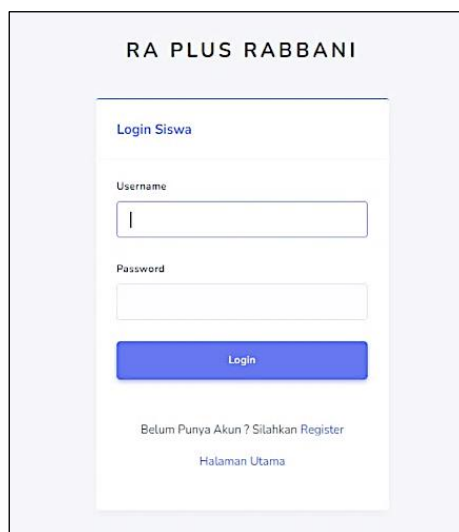 RA PLUS RABBANI
Login Siswa
Username
Password
Login
Belum Punya Akun ? Silahkan Register
Halaman Utama